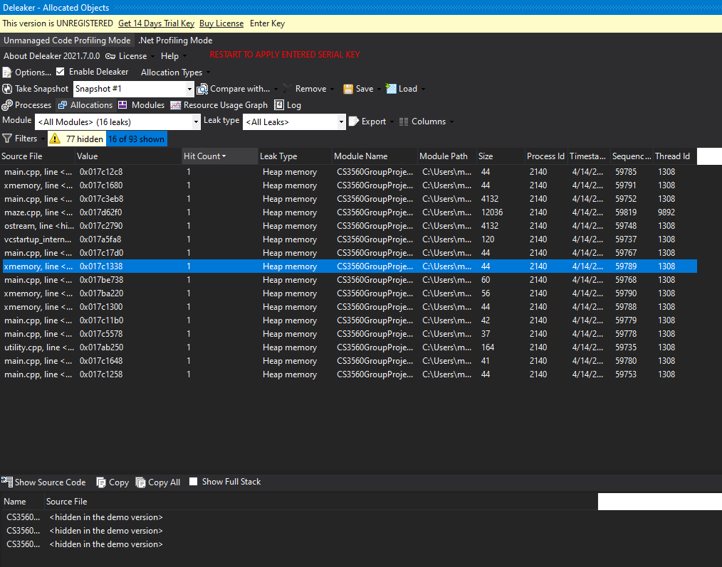 Deleaker - Allocated Objects
This version is UNREGISTERED Get 14 Days Trial Key Buy License Enter Key
Unmanaged Code Profiling Mode .Net Profiling Mode
About Deleaker 2021.7.0.0 License Help RESTART TO APPLY ENTERED SERIAL KEY
Options... Enable Deleaker Allocation Types
Take Snapshot Snapshot #1 Compare with... Remove Save Load
Processes Allocations Modules Resource Usage Graph Log
Module <All Modules> (16 leaks) Leak type <All Leaks> Export Columns
Filters 77 hidden 16 of 93 shown
Source File Value Hit Count Leak Type Module Name Module Path Size Process Id Timesta... Sequenc... Thread Id
main.cpp, line <... 0x017c12c8 1 Heap memory CS3560GroupProje... C:\Users\m... 44 2140 4/14/2... 59785 1308
xmemory, line <... 0x017c1680 1 Heap memory CS3560GroupProje... C:\Users\m... 44 2140 4/14/2... 59791 1308
main.cpp, line <... 0x017c3eb8 1 Heap memory CS3560GroupProje... C:\Users\m... 4132 2140 4/14/2... 59752 1308
maze.cpp, line <... 0x017d62f0 1 Heap memory CS3560GroupProje... C:\Users\m... 12036 2140 4/14/2... 59819 9892
ostream, line <hi... 0x017c2790 1 Heap memory CS3560GroupProje... C:\Users\m... 4132 2140 4/14/2... 59748 1308
vcstartup_intern... 0x017a5fa8 1 Heap memory CS3560GroupProje... C:\Users\m... 120 2140 4/14/2... 59737 1308
main.cpp, line <... 0x017c17d0 1 Heap memory CS3560GroupProje... C:\Users\m... 44 2140 4/14/2... 59767 1308
xmemory, line <... 0x017c1338 1 Heap memory CS3560GroupProje... C:\Users\m... 44 2140 4/14/2... 59789 1308
main.cpp, line <... 0x017be738 1 Heap memory CS3560GroupProje... C:\Users\m... 60 2140 4/14/2... 59768 1308
xmemory, line <... 0x017ba220 1 Heap memory CS3560GroupProje... C:\Users\m... 56 2140 4/14/2... 59790 1308
xmemory, line <... 0x017c1300 1 Heap memory CS3560GroupProje... C:\Users\m... 44 2140 4/14/2... 59788 1308
main.cpp, line <... 0x017c11b0 1 Heap memory CS3560GroupProje... C:\Users\m... 42 2140 4/14/2... 59779 1308
main.cpp, line <... 0x017c5578 1 Heap memory CS3560GroupProje... C:\Users\m... 37 2140 4/14/2... 59778 1308
utility.cpp, line <... 0x017ab250 1 Heap memory CS3560GroupProje... C:\Users\m... 164 2140 4/14/2... 59735 1308
main.cpp, line <... 0x017c1648 1 Heap memory CS3560GroupProje... C:\Users\m... 41 2140 4/14/2... 59780 1308
main.cpp, line <... 0x017c1258 1 Heap memory CS3560GroupProje... C:\Users\m... 44 2140 4/14/2... 59753 1308
Show Source Code Copy Copy All Show Full Stack
Name Source File
CS3560... <hidden in the demo version>
CS3560... <hidden in the demo version>
CS3560... <hidden in the demo version>